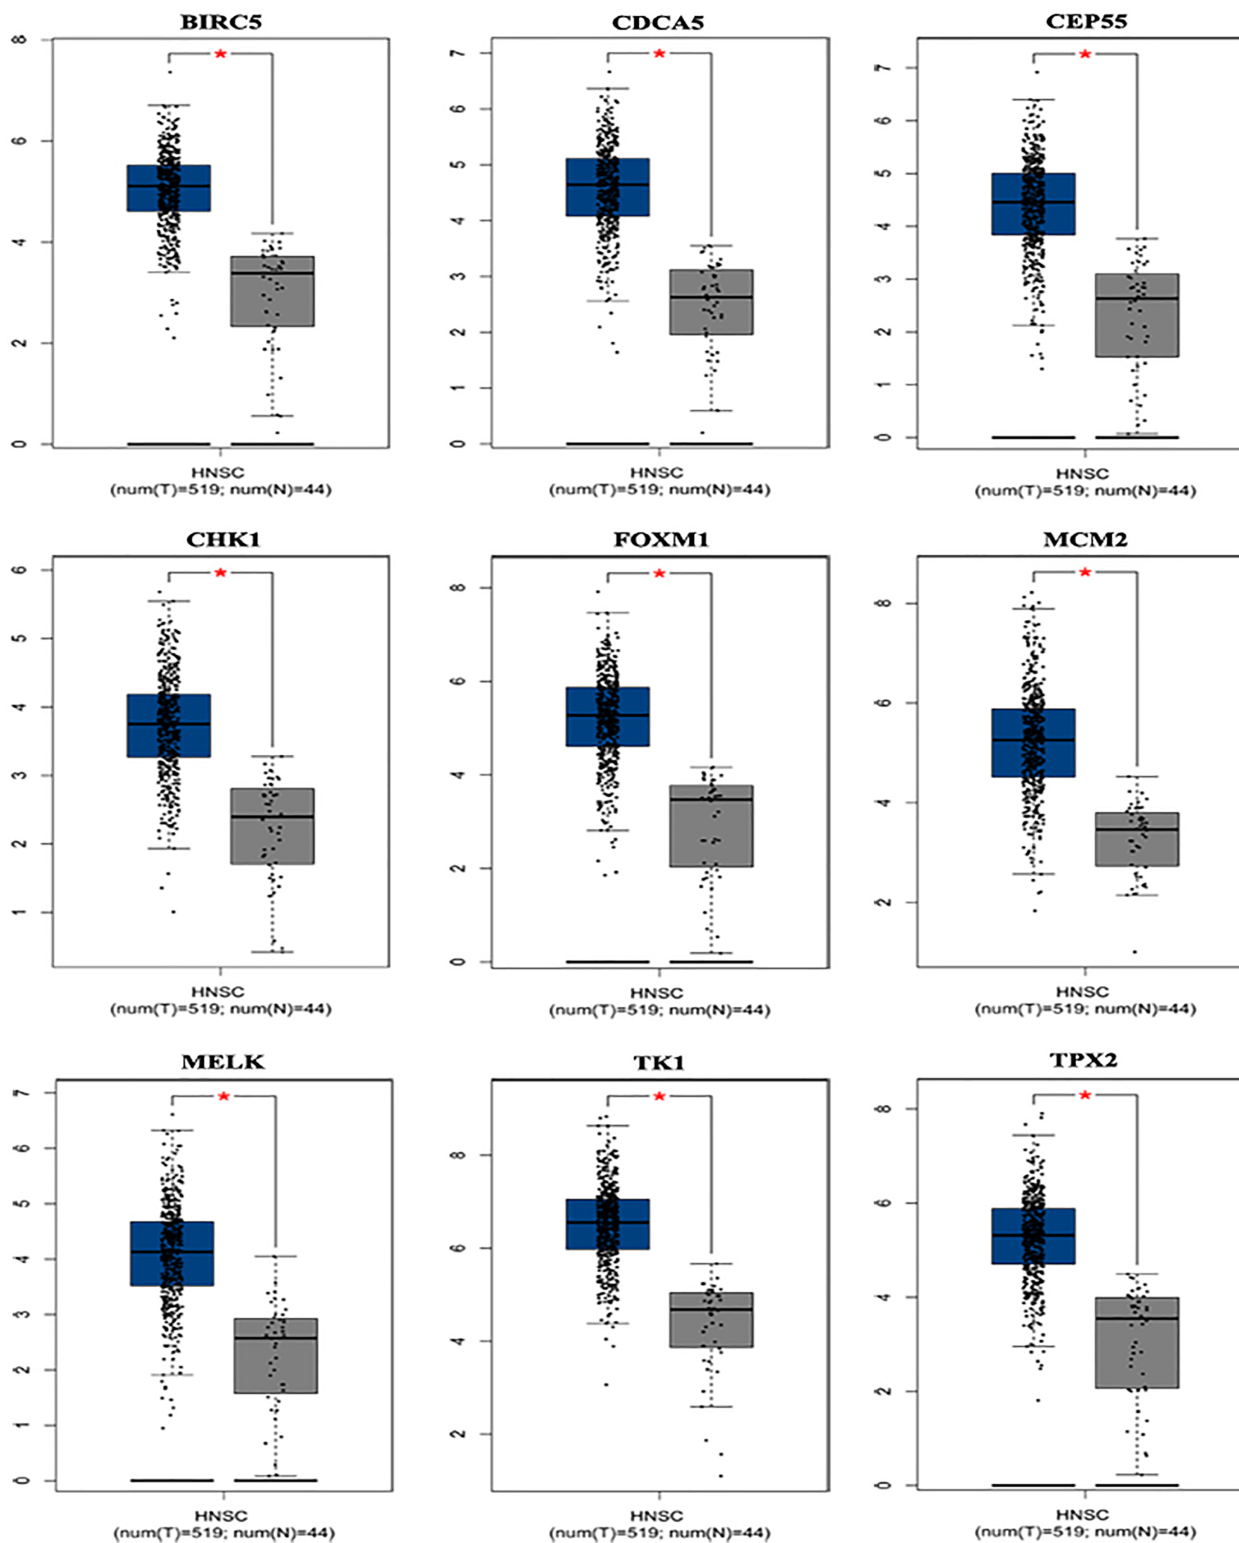 BIRC5
CDCA5
CEP55
8
6
4
2
0
7
6
5
4
3
2
1
0
7
6
5
4
3
2
1
0
*
*
*
HNSC
(num(T)=519; num(N)=44)
HNSC
(num(T)=519; num(N)=44)
HNSC
(num(T)=519; num(N)=44)
CHK1
FOXM1
MCM2
6
5
4
3
2
1
8
6
4
2
0
8
6
4
2
*
*
*
HNSC
(num(T)=519; num(N)=44)
HNSC
(num(T)=519; num(N)=44)
HNSC
(num(T)=519; num(N)=44)
MELK
TK1
TPX2
7
6
5
4
3
2
1
0
8
6
4
2
8
6
4
2
0
*
*
*
HNSC
(num(T)=519; num(N)=44)
HNSC
(num(T)=519; num(N)=44)
HNSC
(num(T)=519; num(N)=44)